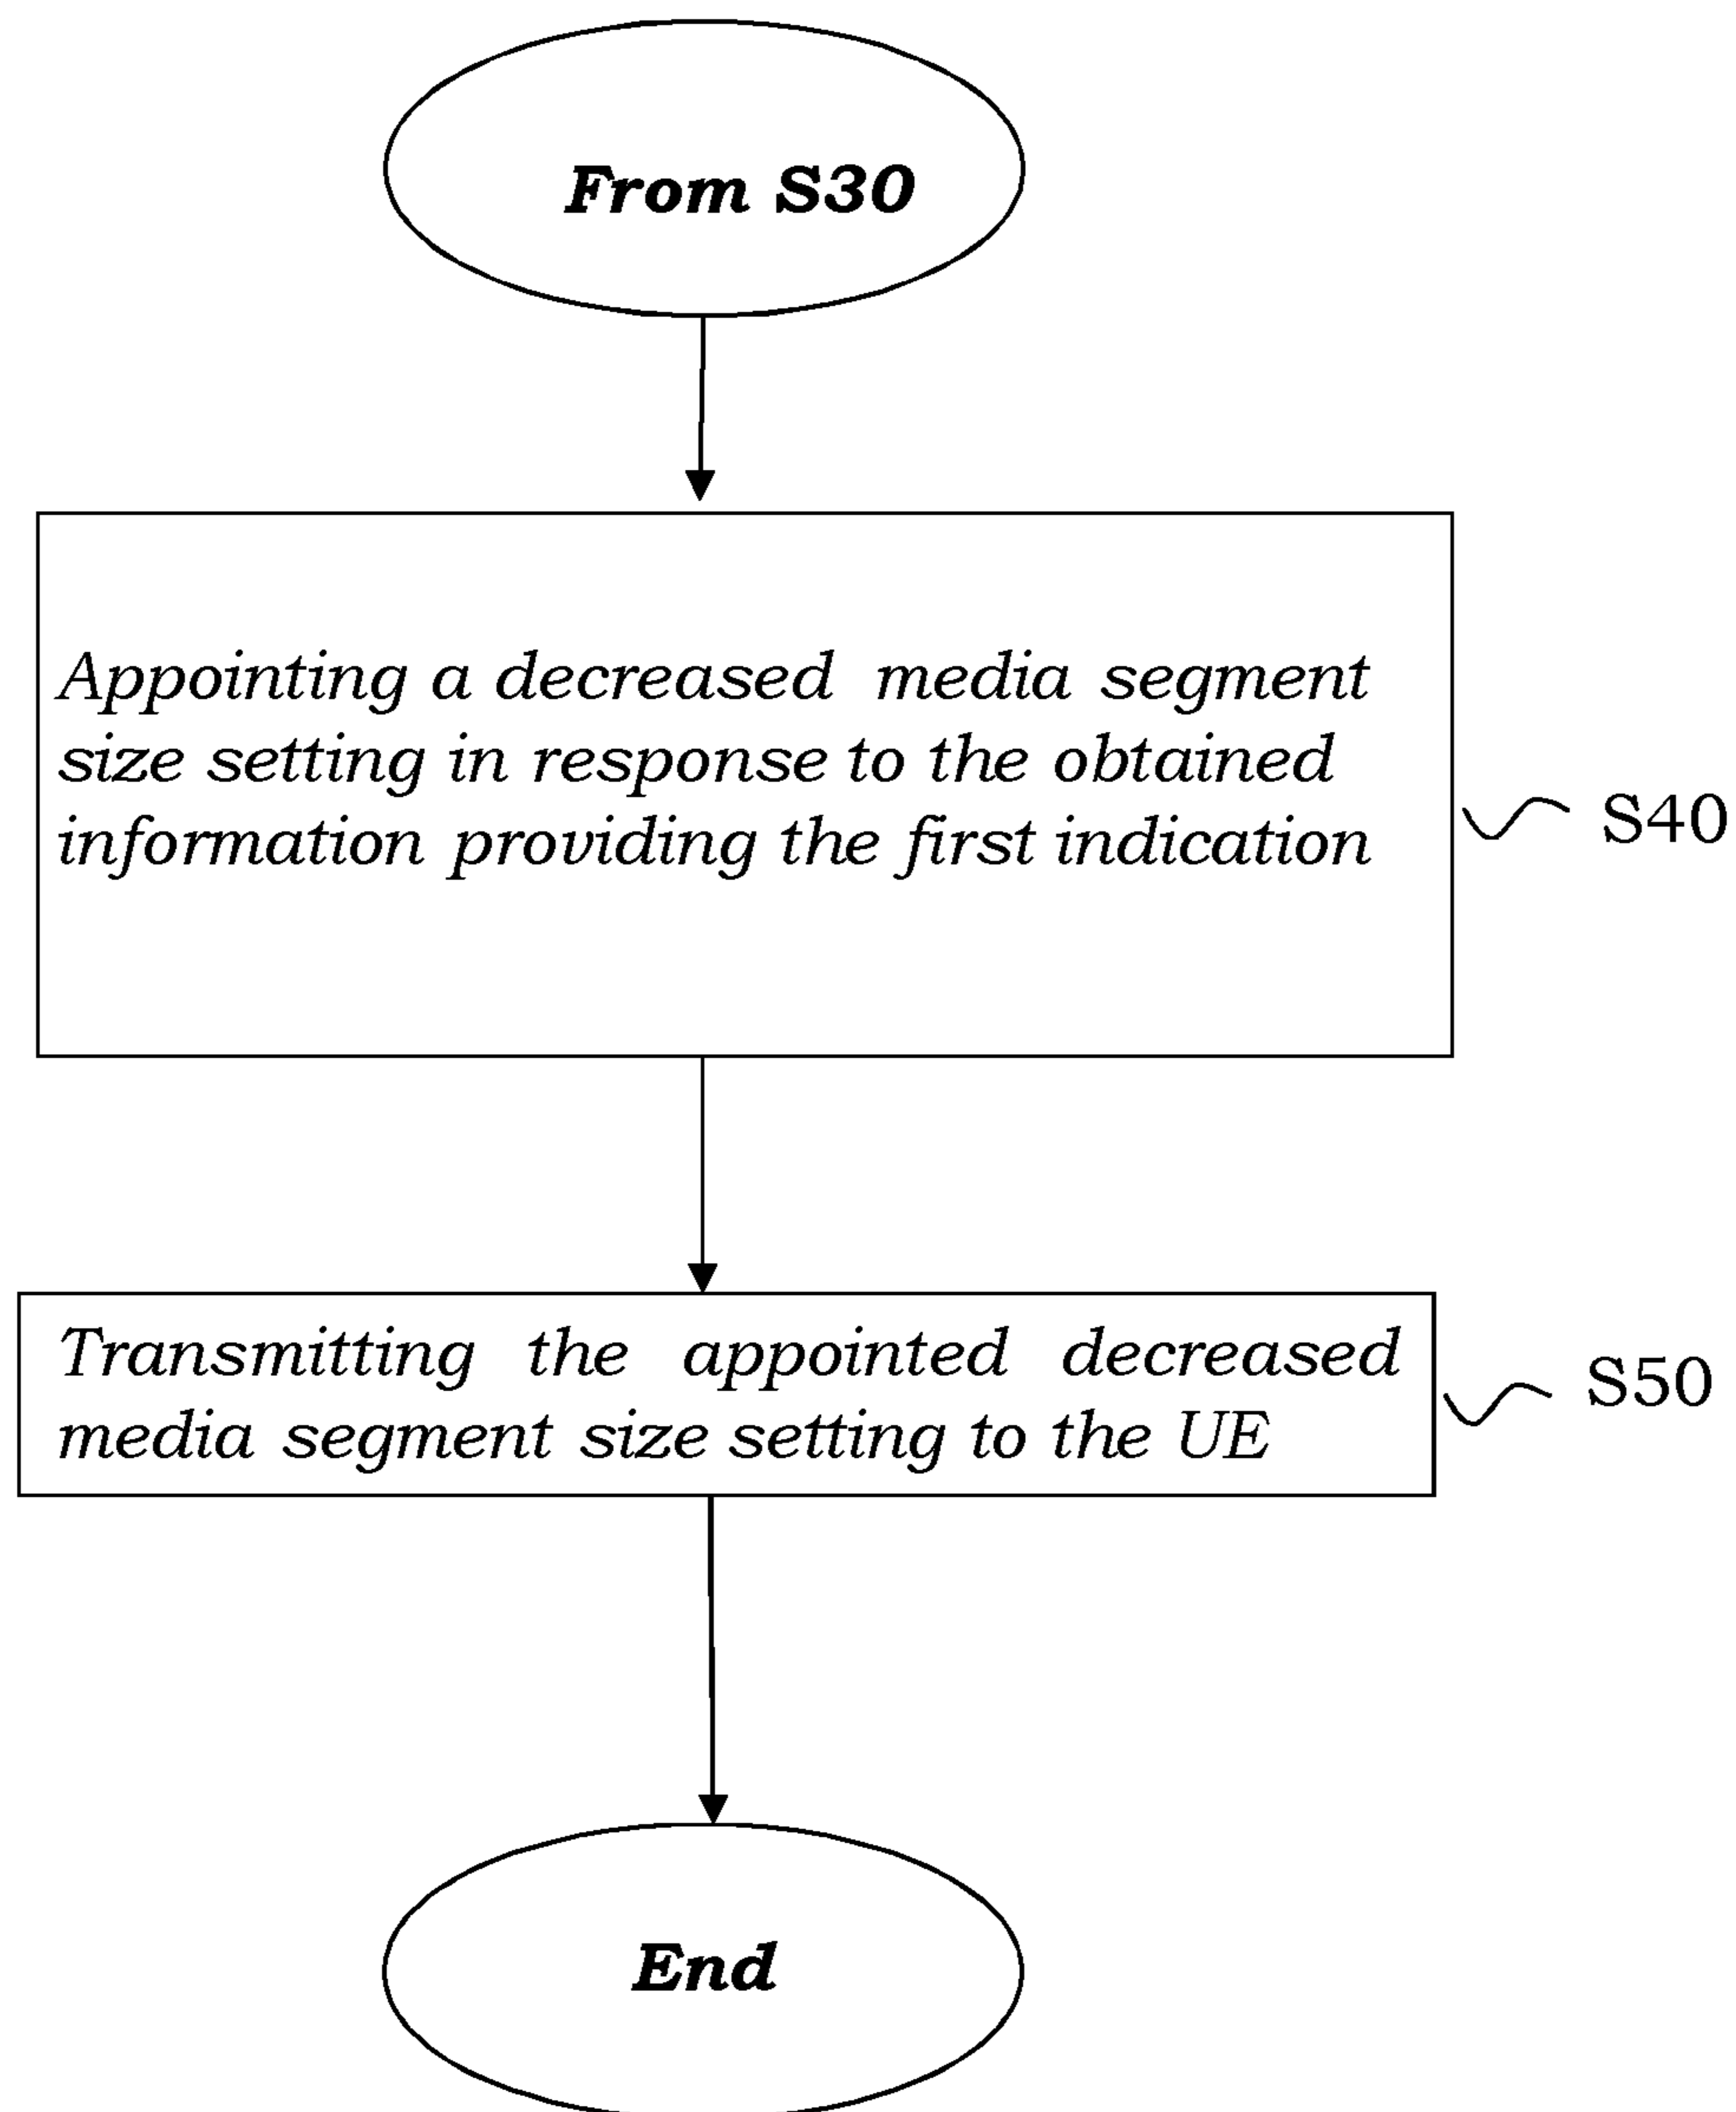 From S30
Appointing a decreased media segment
size setting in response to the obtained
information providing the first indication
S40
Transmitting the appointed decreased
media segment size setting to the UE
S50
End